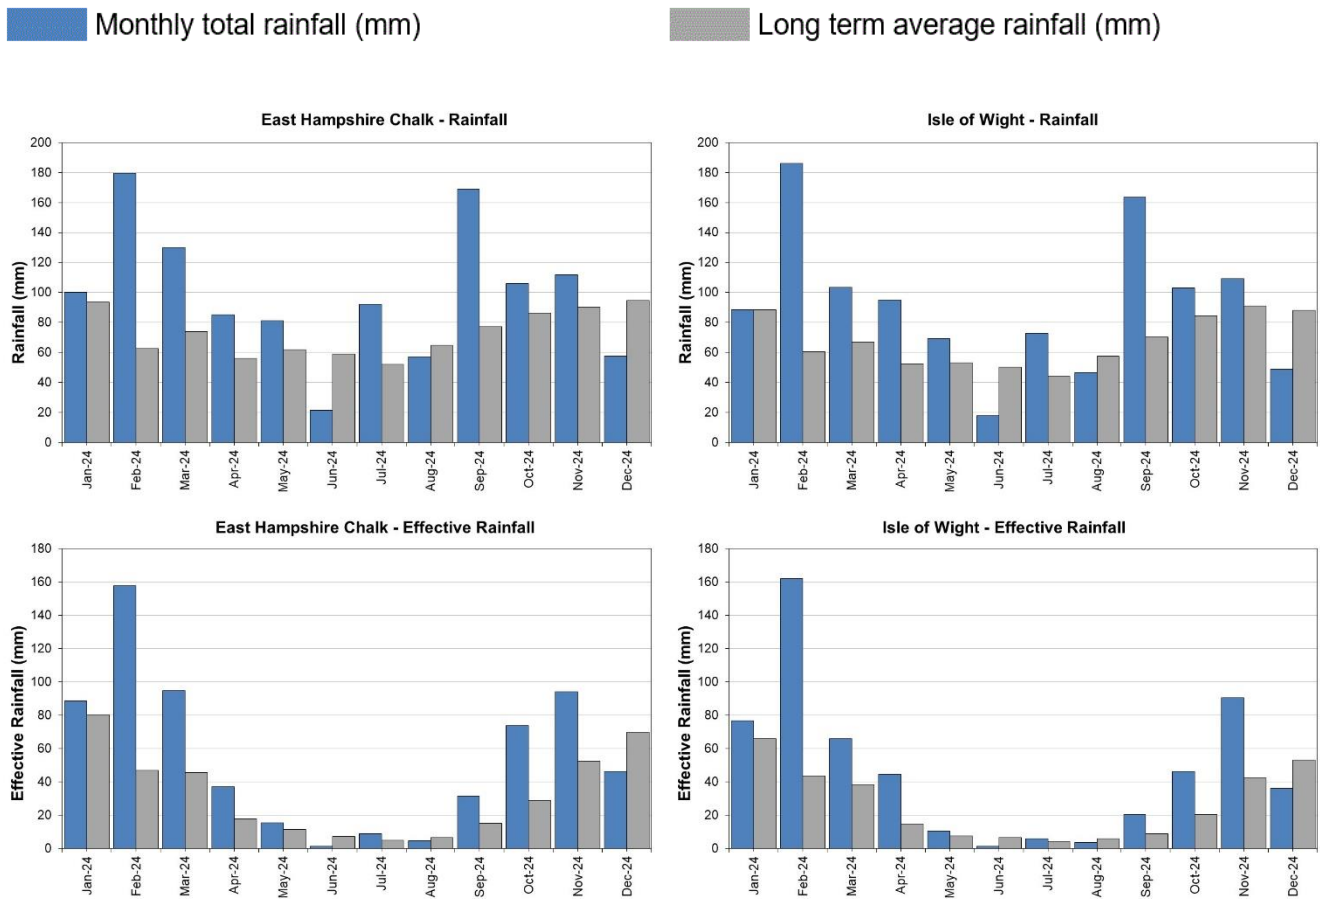 Monthly total rainfall (mm)
Long term average rainfall (mm)
East Hampshire Chalk - Rainfall
Rainfall (mm)
200
180
160
140
120
100
80
60
40
20
0
Jan-24
Feb-24
Mar-24
Apr-24
May-24
Jun-24
Jul-24
Aug-24
Sep-24
Oct-24
Nov-24
Dec-24
Isle of Wight - Rainfall
Rainfall (mm)
200
180
160
140
120
100
80
60
40
20
0
Jan-24
Feb-24
Mar-24
Apr-24
May-24
Jun-24
Jul-24
Aug-24
Sep-24
Oct-24
Nov-24
Dec-24
East Hampshire Chalk - Effective Rainfall
Effective Rainfall (mm)
180
160
140
120
100
80
60
40
20
0
Jan-24
Feb-24
Mar-24
Apr-24
May-24
Jun-24
Jul-24
Aug-24
Sep-24
Oct-24
Nov-24
Dec-24
Isle of Wight - Effective Rainfall
Effective Rainfall (mm)
180
160
140
120
100
80
60
40
20
0
Jan-24
Feb-24
Mar-24
Apr-24
May-24
Jun-24
Jul-24
Aug-24
Sep-24
Oct-24
Nov-24
Dec-24